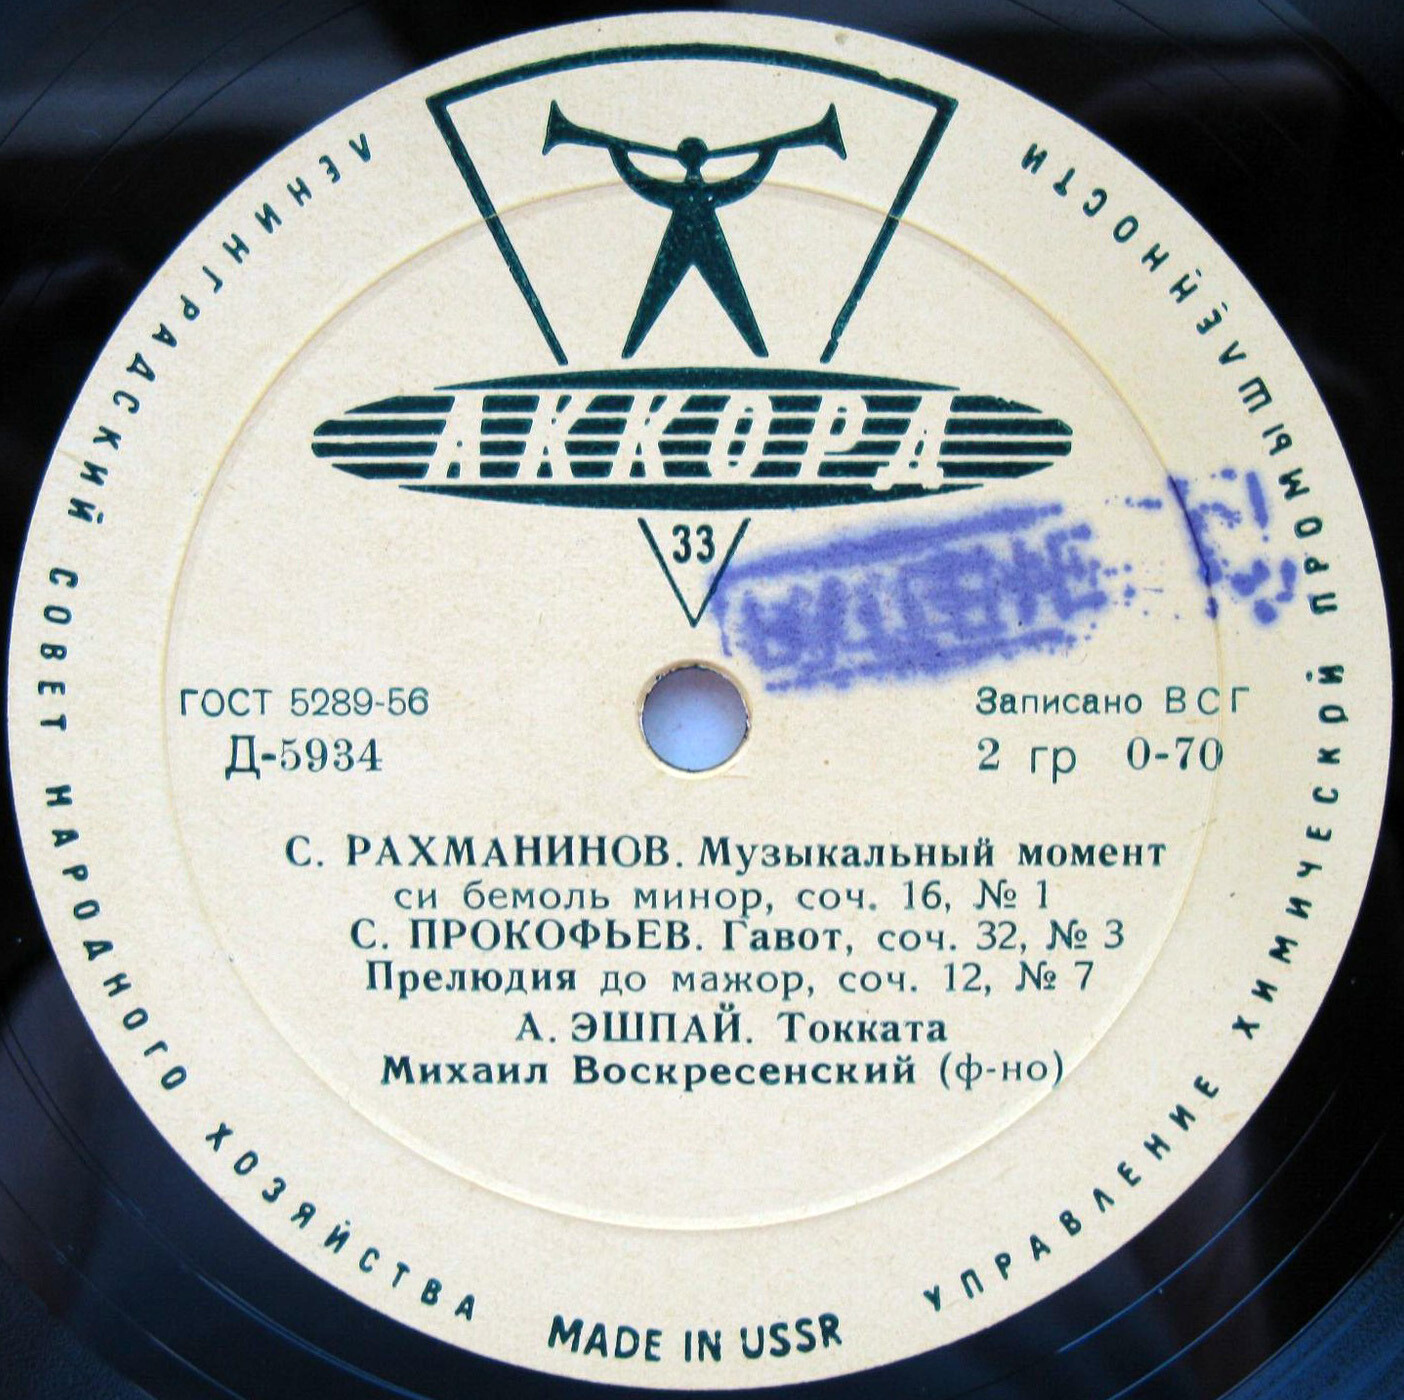 ЛЕНИНГРАДСКИЙ СОВЕТ НАРОДНОГО ХОЗЯЙСТВА
УПРАВЛЕНИЕ ХИМИЧЕСКОЙ ПРОМЫШЛЕННОСТИ
АККОРД
33
ГОСТ 5289-56
Д-5934
Записано ВСГ
2 гр 0-70
С. РАХМАНИНОВ. Музыкальный момент
си бемоль минор, соч. 16, № 1
С. ПРОКОФЬЕВ. Гавот, соч. 32, № 3
Прелюдия до мажор, соч. 12, № 7
А. ЭШПАЙ. Токката
Михаил Воскресенский (ф-но)
MADE IN USSR